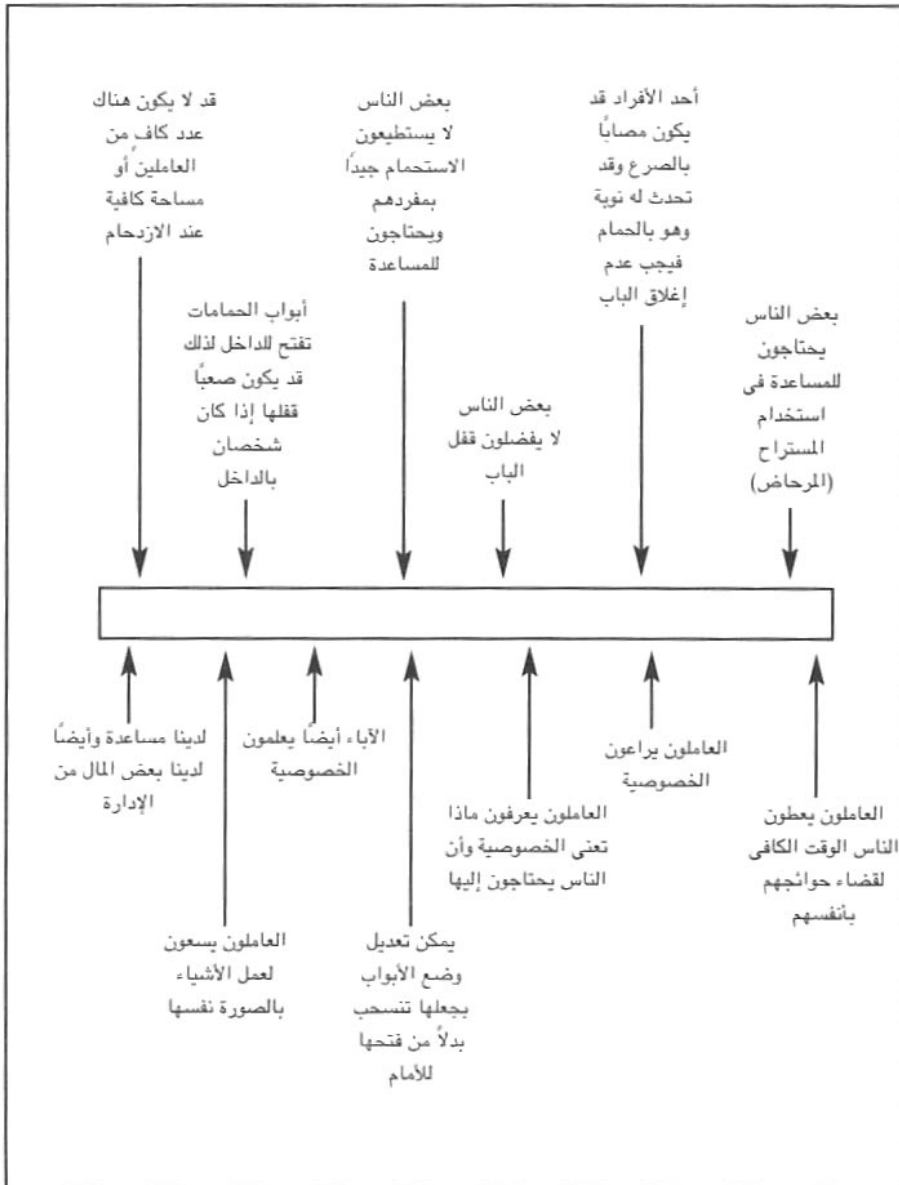 أحد الأفراد قد
يكون مصابًا
بالصرع وقد
تحدث له نوبة
وهو بالحمام
فيجب عدم
إغلاق الباب
بعض الناس
لا يستطيعون
الاستحمام جيدًا
بمفردهم
ويحتاجون
للمساعدة
قد لا يكون هناك
عدد كافٍ من
العاملين أو
مساحة كافية
عند الازدحام
بعض الناس
يحتاجون
للمساعدة فى
استخدام
المستراح
(المرحاض)
بعض الناس
لا يفضلون قفل
الباب
أبواب الحمامات
تفتح للداخل لذلك
قد يكون صعبًا
قفلها إذا كان
شخصان
بالداخل
العاملون يعطون
الناس الوقت الكافى
لقضاء حوائجهم
بأنفسهم
العاملون يراعون
الخصوصية
العاملون يعرفون ماذا
تعنى الخصوصية وأن
الناس يحتاجون إليها
الآباء أيضًا يعلمون
الخصوصية
لدينا مساعدة وأيضًا
لدينا بعض المال من
الإدارة
يمكن تعديل
وضع الأبواب
بجعلها تنسحب
بدلاً من فتحها
للأمام
العاملون يسعون
لعمل الأشياء
بالصورة نفسها